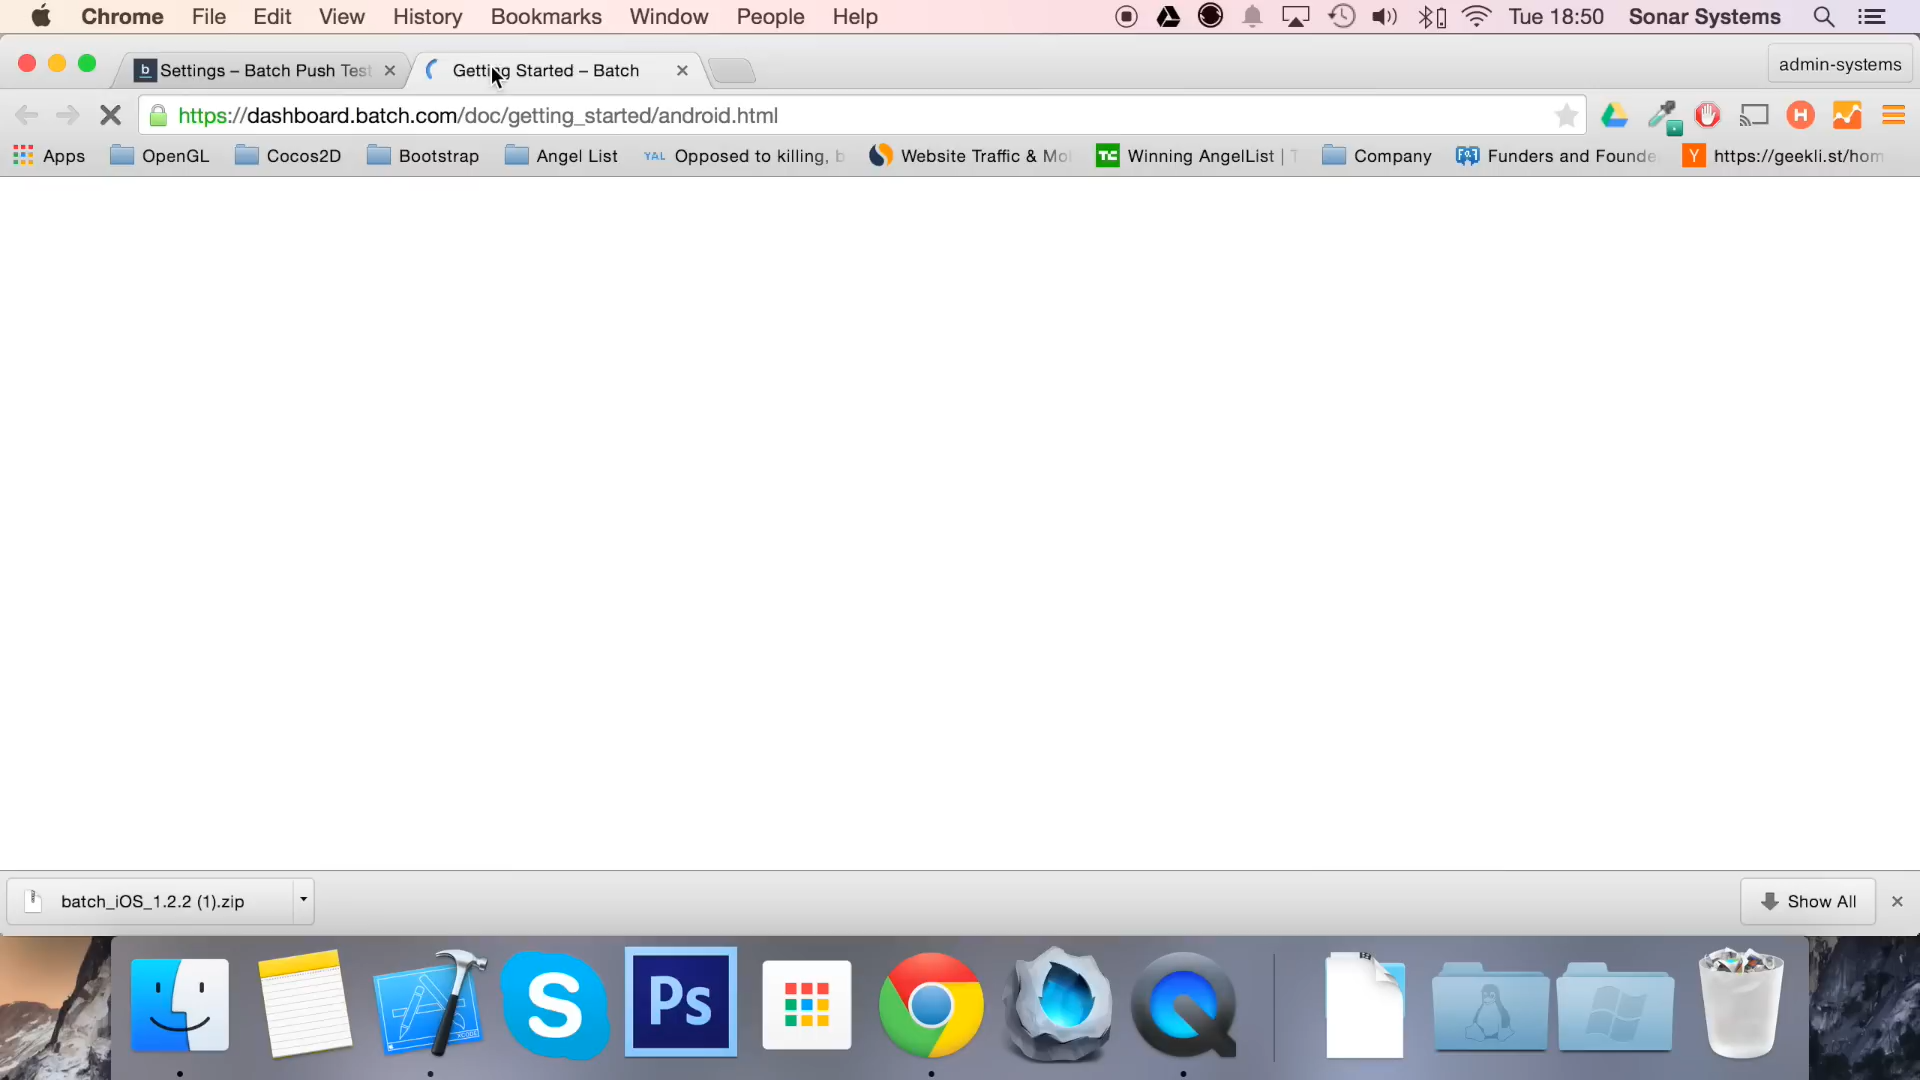 Chrome File Edit View History Bookmarks Window People Help Tue 18:50 Sonar Systems
Settings – Batch Push Test Getting Started – Batch admin-systems
https://dashboard.batch.com/doc/getting_started/android.html
Apps OpenGL Cocos2D Bootstrap Angel List YAL Opposed to killing, b Website Traffic & Mo TC Winning AngelList | T Company F&F Funders and Founde Y https://geekli.st/hom
batch_iOS_1.2.2 (1).zip Show All
S Ps